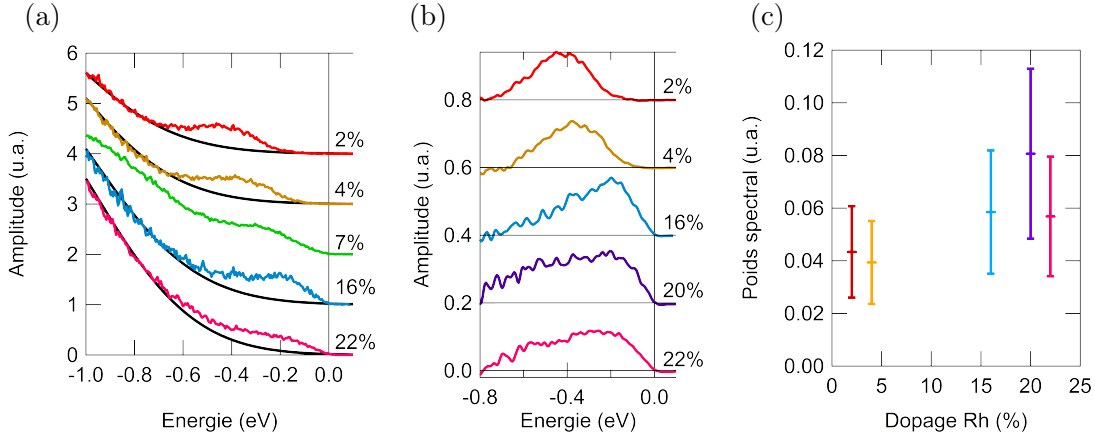 (a)
(b)
(c)
6
5
4
3
2
1
0
Amplitude (u.a.)
2%
4%
7%
16%
22%
-1.0 -0.8 -0.6 -0.4 -0.2 0.0
Energie (eV)
0.8
0.6
0.4
0.2
0.0
Amplitude (u.a.)
2%
4%
16%
20%
22%
-0.8 -0.4 0.0
Energie (eV)
0.12
0.10
0.08
0.06
0.04
0.02
0.00
Poids spectral (u.a.)
0 5 10 15 20 25
Dopage Rh (%)